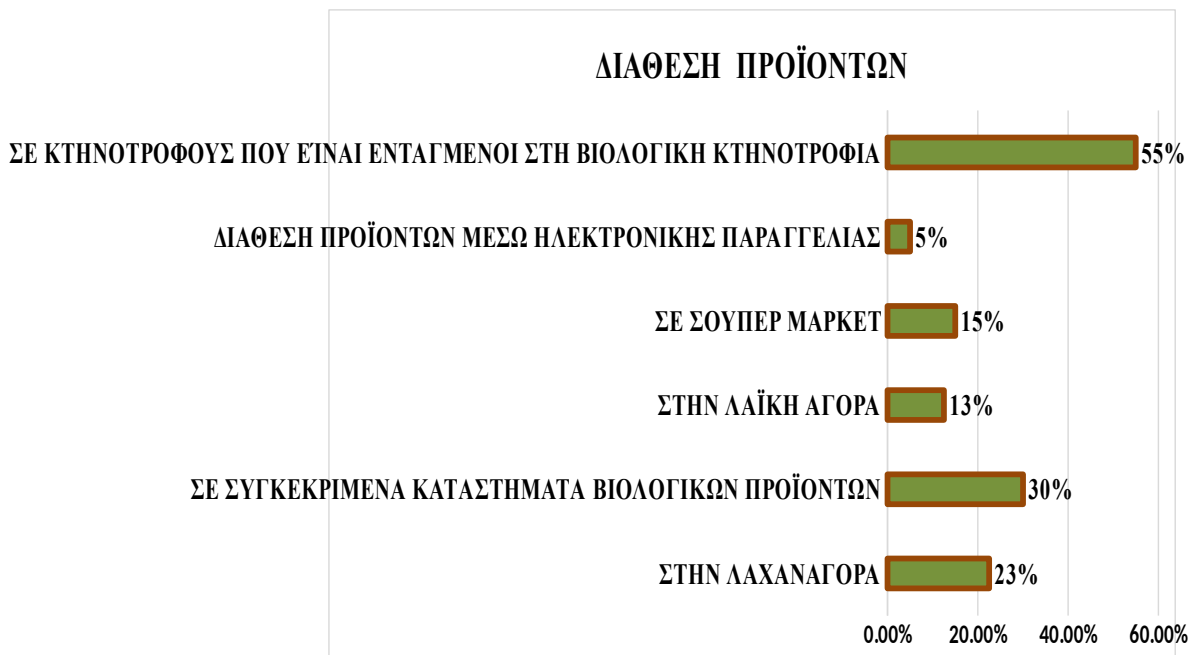 ΔΙΑΘΕΣΗ ΠΡΟΪΟΝΤΩΝ
ΣΕ ΚΤΗΝΟΤΡΟΦΟΥΣ ΠΟΥ ΕΊΝΑΙ ΕΝΤΑΓΜΕΝΟΙ ΣΤΗ ΒΙΟΛΟΓΙΚΗ ΚΤΗΝΟΤΡΟΦΙΑ 55%
ΔΙΑΘΕΣΗ ΠΡΟΪΟΝΤΩΝ ΜΕΣΩ ΗΛΕΚΤΡΟΝΙΚΗΣ ΠΑΡΑΓΓΕΛΙΑΣ 5%
ΣΕ ΣΟΥΠΕΡ ΜΑΡΚΕΤ 15%
ΣΤΗΝ ΛΑΪΚΗ ΑΓΟΡΑ 13%
ΣΕ ΣΥΓΚΕΚΡΙΜΕΝΑ ΚΑΤΑΣΤΗΜΑΤΑ ΒΙΟΛΟΓΙΚΩΝ ΠΡΟΪΟΝΤΩΝ 30%
ΣΤΗΝ ΛΑΧΑΝΑΓΟΡΑ 23%
0.00% 20.00% 40.00% 60.00%